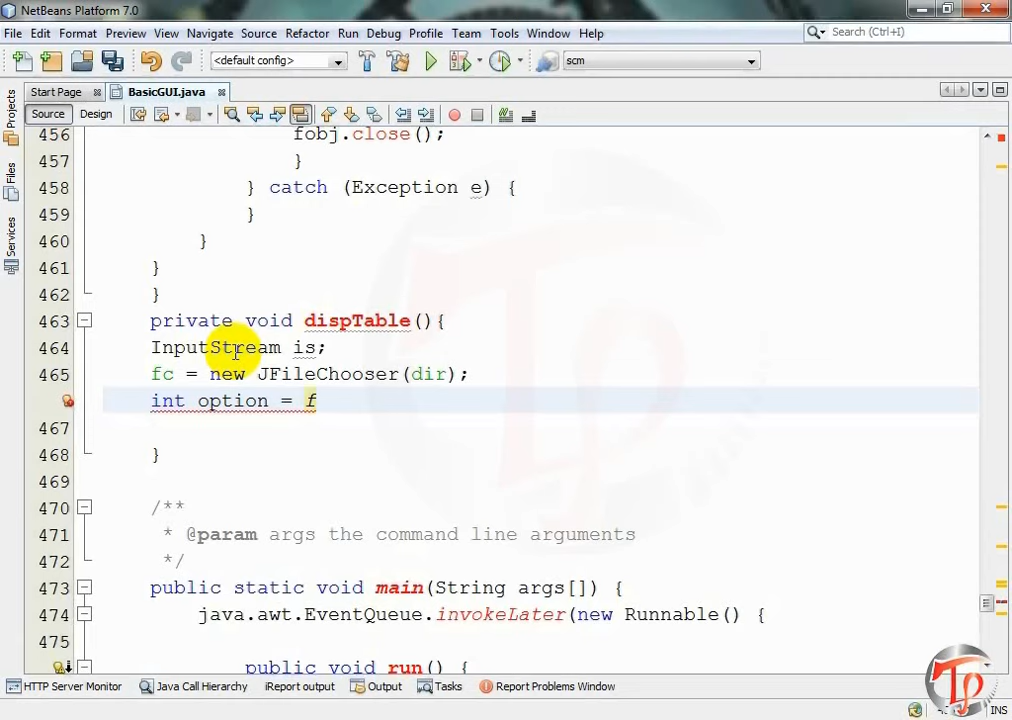 NetBeans Platform 7.0
File Edit Format Preview View Navigate Source Refactor Run Debug Profile Team Tools Window Help
Search (Ctrl+I)
<default config>
scm
Start Page
BasicGUI.java
Source Design
Projects
Files
Services
456 fobj.close();
457 }
458 } catch (Exception e) {
459 }
460 }
461 }
462 }
463 private void dispTable(){
464 InputStream is;
465 fc = new JFileChooser(dir);
int option = f
467
468 }
469
470 /**
471 * @param args the command line arguments
472 */
473 public static void main(String args[]) {
474 java.awt.EventQueue.invokeLater(new Runnable() {
475
public void run() {
HTTP Server Monitor Java Call Hierarchy iReport output Output Tasks Report Problems Window
INS